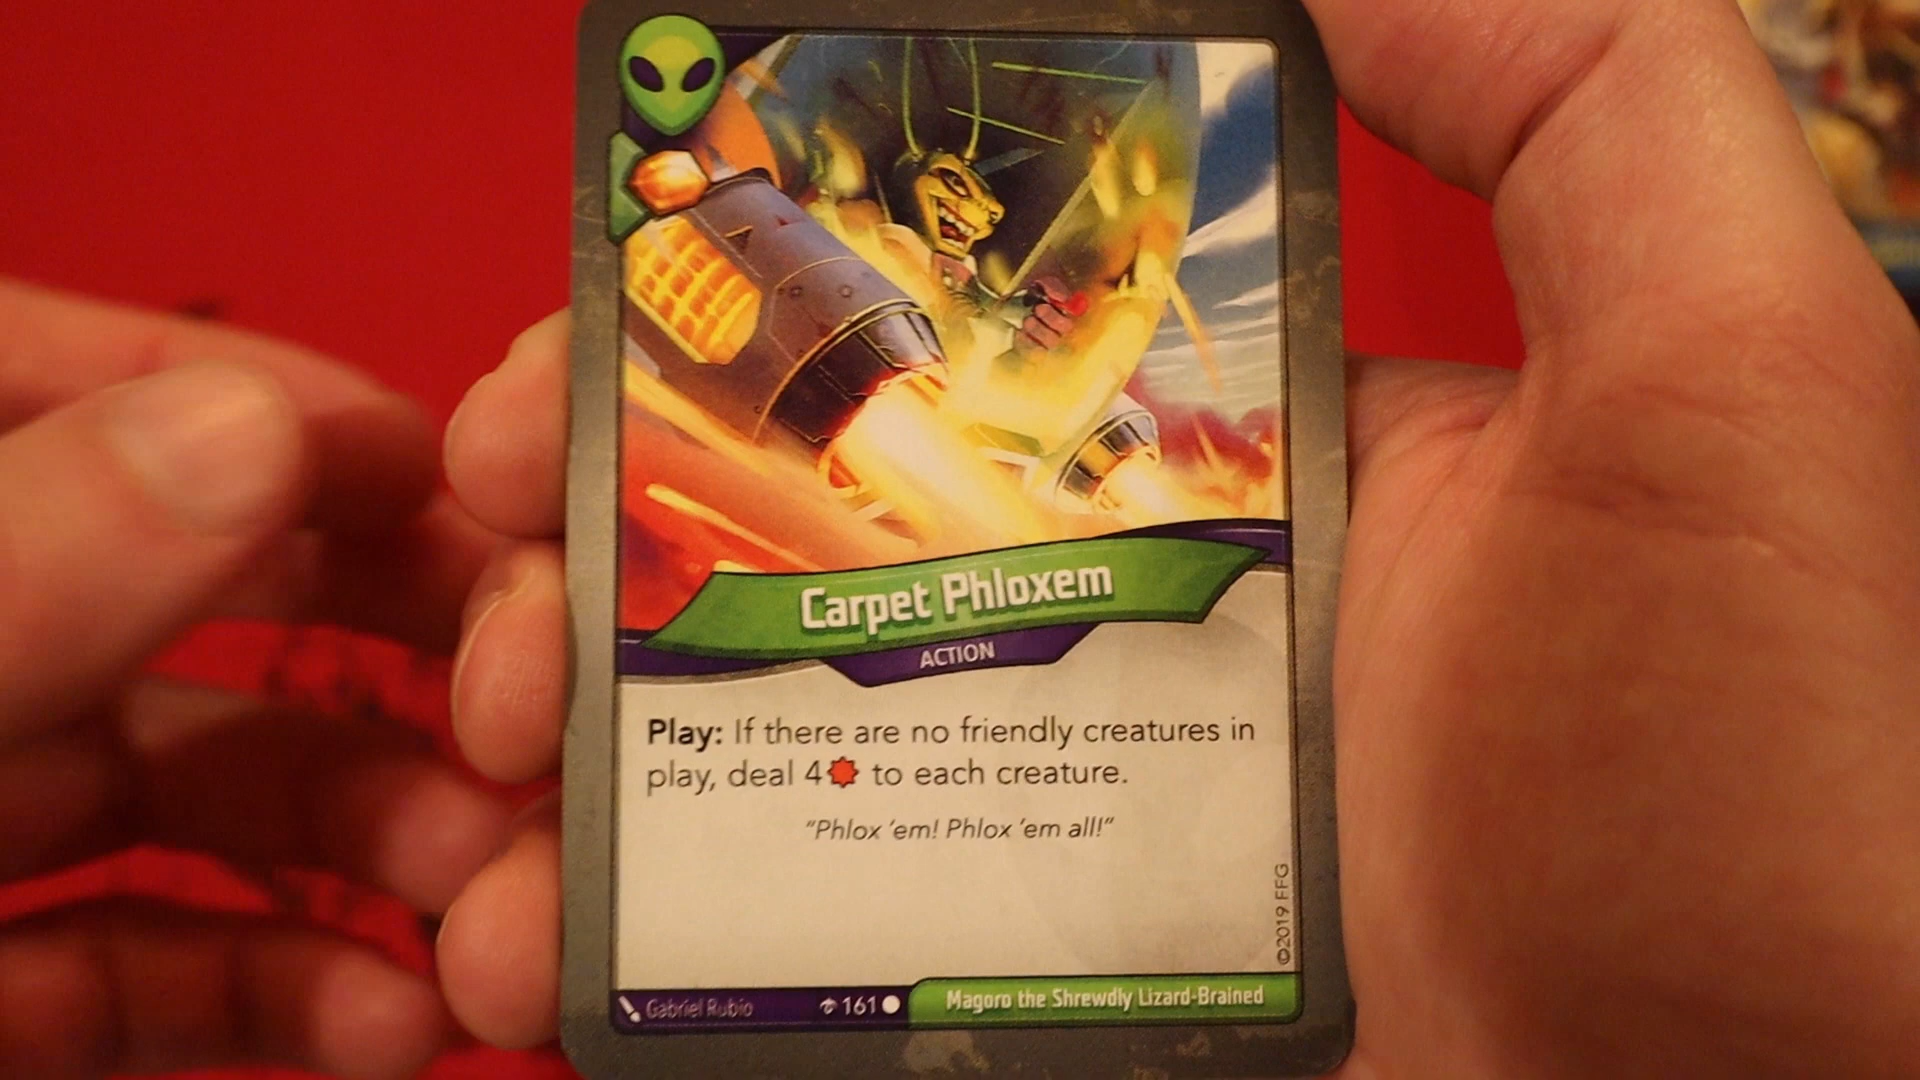 Carpet Phloxem
ACTION
Play: If there are no friendly creatures in
play, deal 4 to each creature.
“Phlox ’em! Phlox ’em all!”
©2019 FFG
Gabriel Rubio
161
Magoro the Shrewdly Lizard-Brained